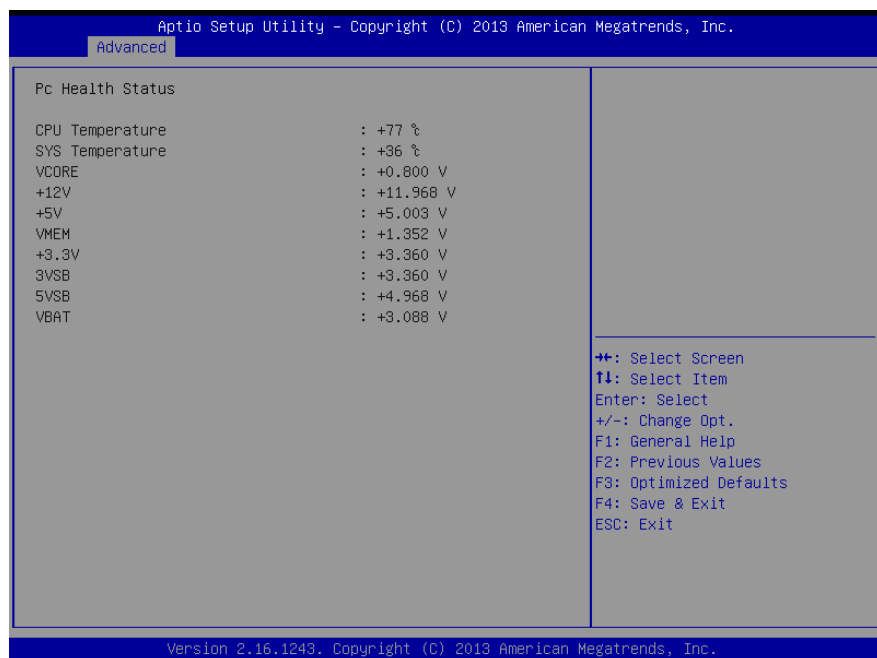 Aptio Setup Utility – Copyright (C) 2013 American Megatrends, Inc.
Advanced
Pc Health Status
CPU Temperature : +77 ℃
SYS Temperature : +36 ℃
VCORE : +0.800 V
+12V : +11.968 V
+5V : +5.003 V
VMEM : +1.352 V
+3.3V : +3.360 V
3VSB : +3.360 V
5VSB : +4.968 V
VBAT : +3.088 V
→←: Select Screen
↑↓: Select Item
Enter: Select
+/-: Change Opt.
F1: General Help
F2: Previous Values
F3: Optimized Defaults
F4: Save & Exit
ESC: Exit
Version 2.16.1243. Copyright (C) 2013 American Megatrends, Inc.